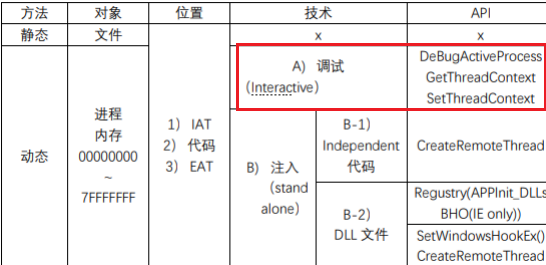 方法 对象 位置 技术 API
静态 文件 x x
动态
进程
内存
00000000
~
7FFFFFFF
1） IAT
2） 代码
3） EAT
A） 调试
（Interactive）
DeBugActiveProcess
GetThreadContext
SetThreadContext
B） 注入
（stand
alone）
B-1）
Independent
代码
CreateRemoteThread
B-2）
DLL 文件
Regustry(APPInit_DLLs
BHO(IE only))
SetWindowsHookEx()
CreateRemoteThread